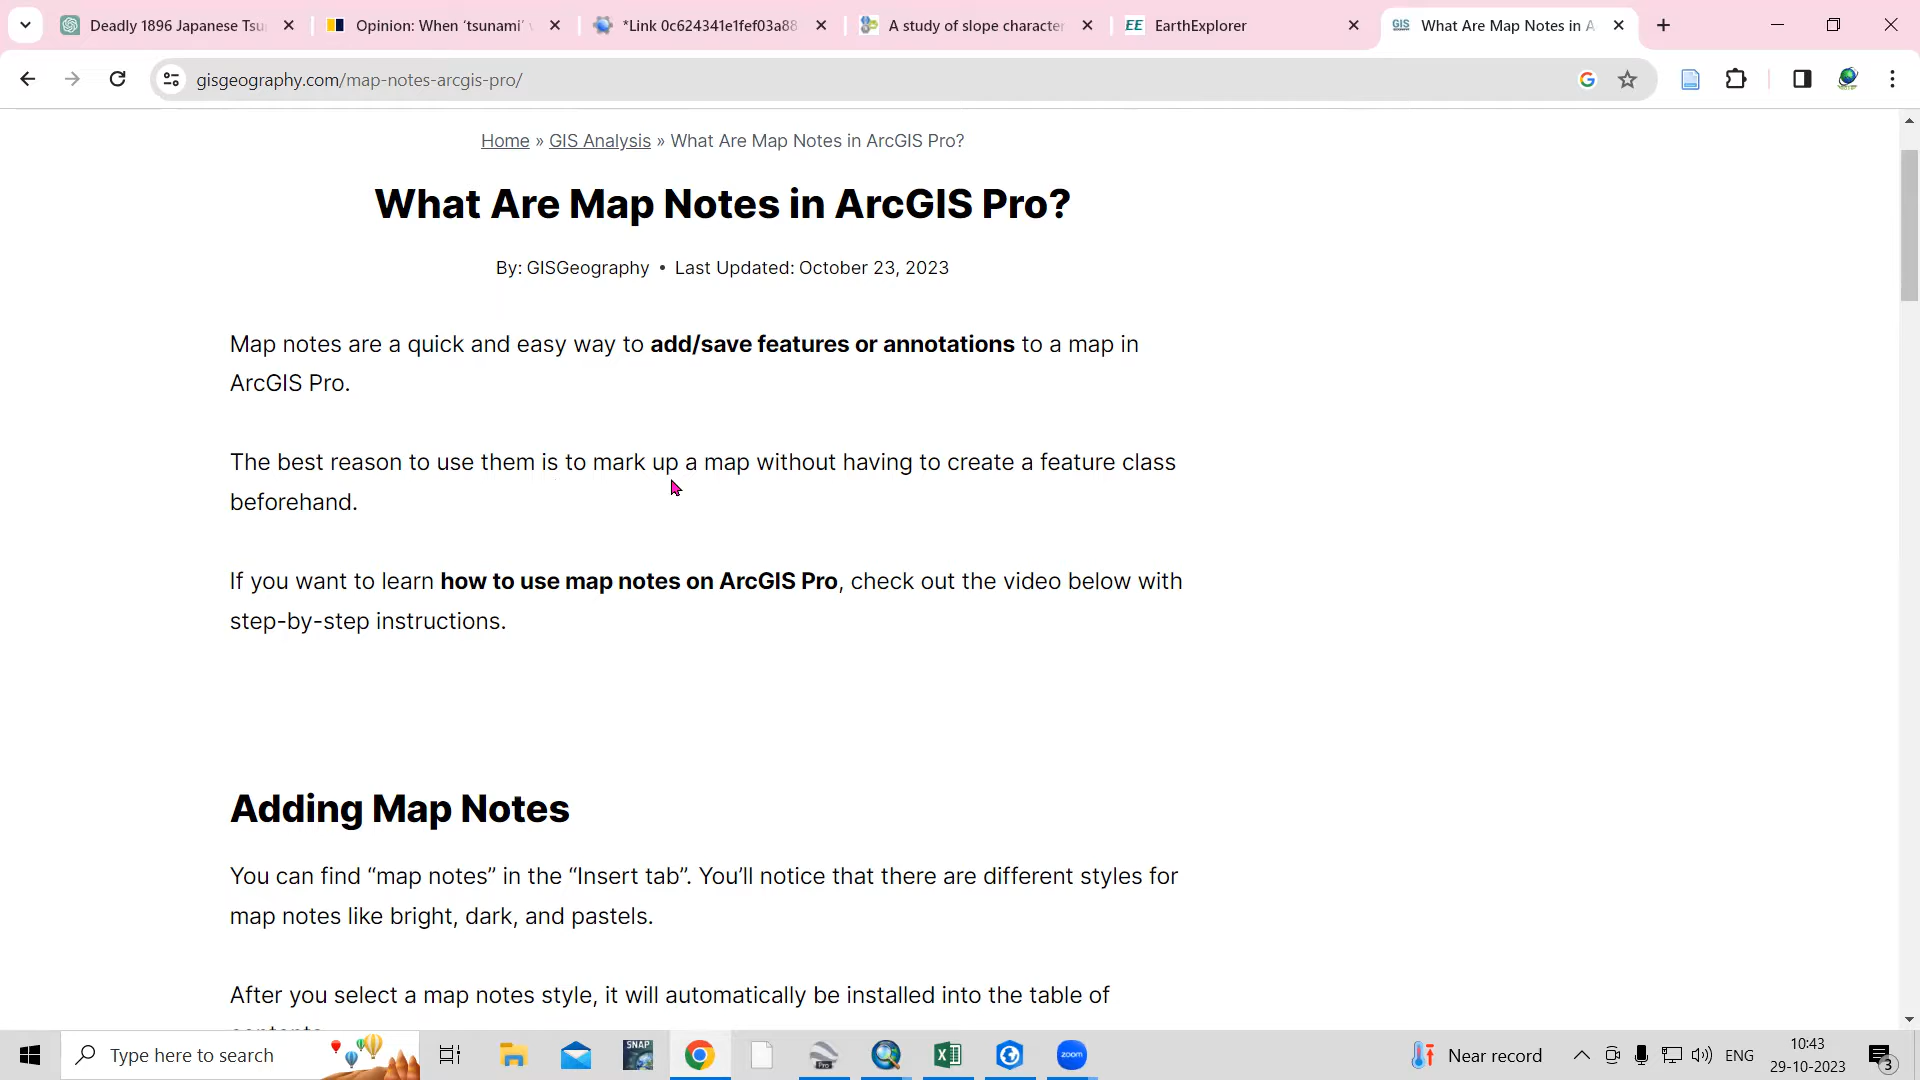 Deadly 1896 Japanese Tsu
Opinion: When ‘tsunami’
*Link 0c624341e1fef03a88
A study of slope character
EE EarthExplorer
GIS What Are Map Notes in A
gisgeography.com/map-notes-arcgis-pro/
Home » GIS Analysis » What Are Map Notes in ArcGIS Pro?
What Are Map Notes in ArcGIS Pro?
By: GISGeography • Last Updated: October 23, 2023
Map notes are a quick and easy way to add/save features or annotations to a map in
ArcGIS Pro.
The best reason to use them is to mark up a map without having to create a feature class
beforehand.
If you want to learn how to use map notes on ArcGIS Pro, check out the video below with
step-by-step instructions.
Adding Map Notes
You can find “map notes” in the “Insert tab”. You’ll notice that there are different styles for
map notes like bright, dark, and pastels.
After you select a map notes style, it will automatically be installed into the table of
Type here to search
SNAP
Pro
zoom
Near record
ENG
10:43
29-10-2023
3